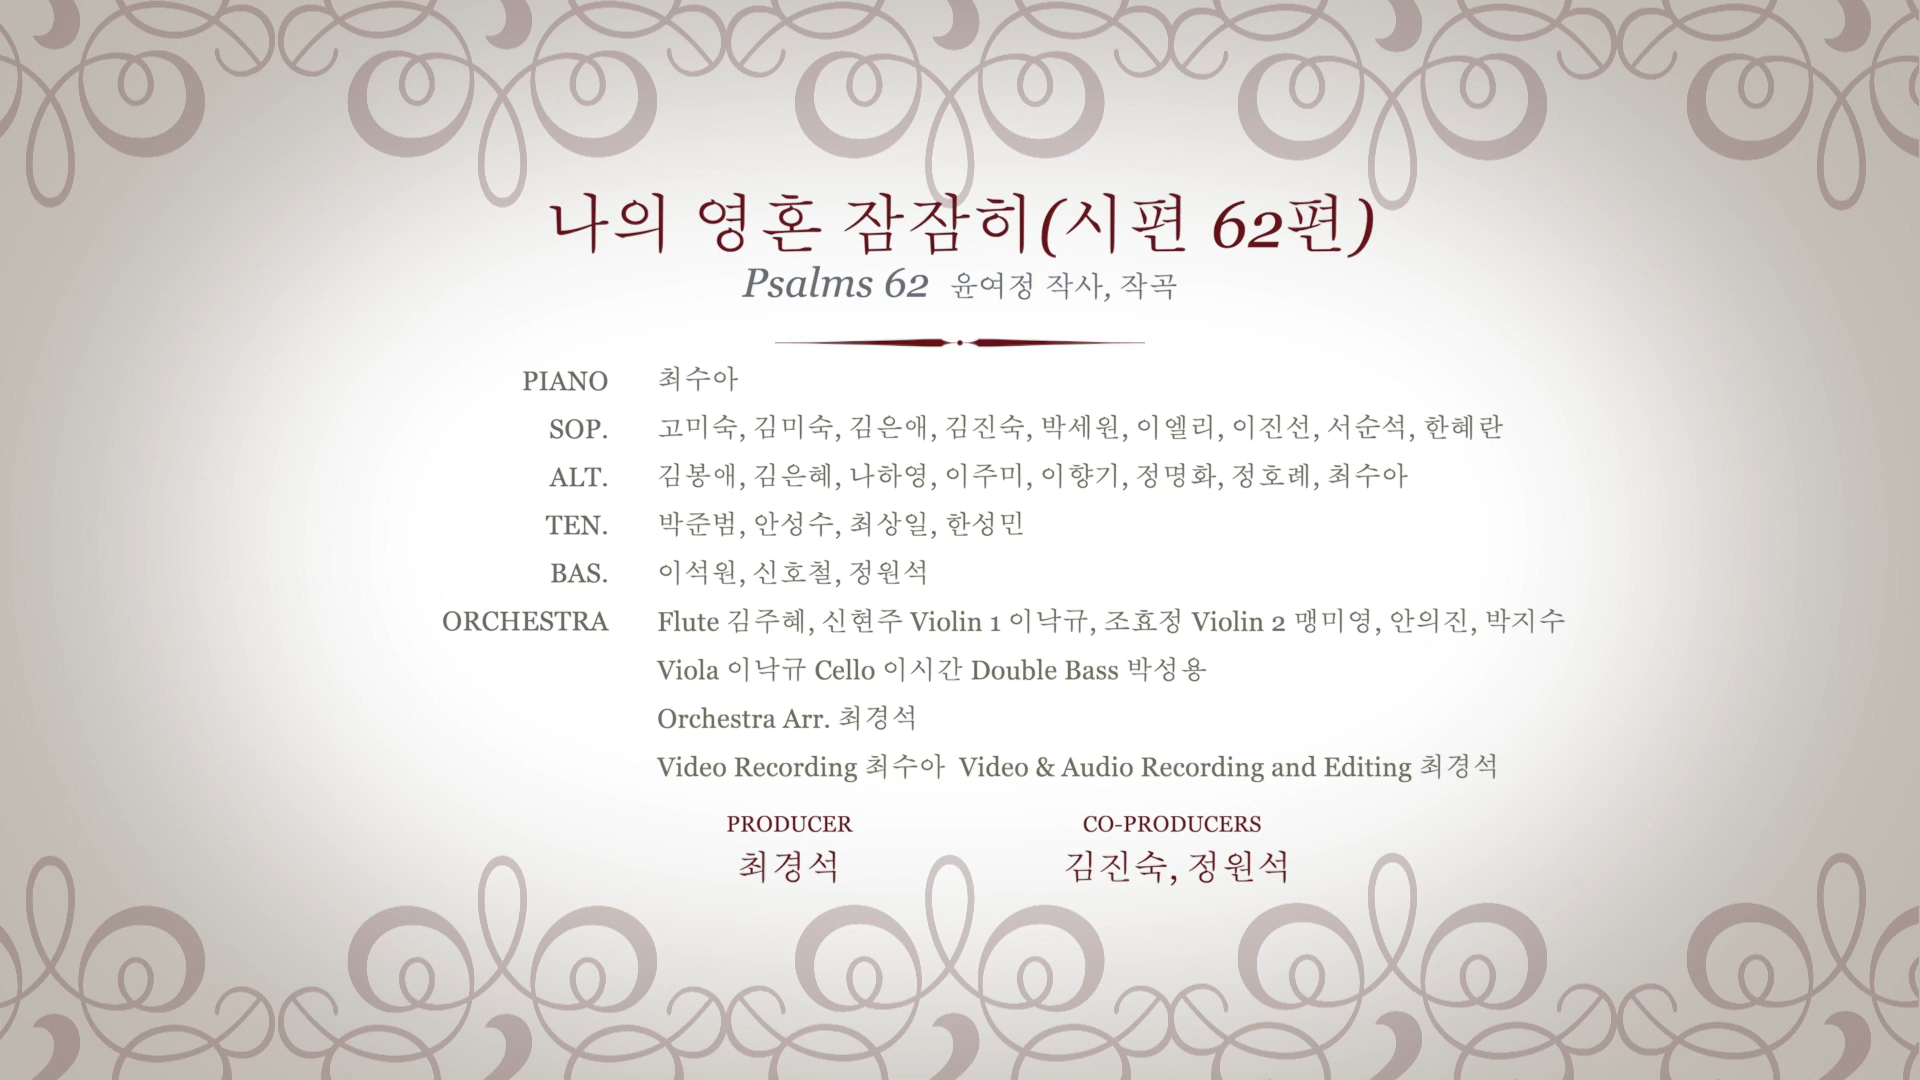 나의 영혼 잠잠히(시편 62편)
Psalms 62 윤여정 작사, 작곡
PIANO 최수아
SOP. 고미숙, 김미숙, 김은애, 김진숙, 박세원, 이엘리, 이진선, 서순석, 한혜란
ALT. 김봉애, 김은혜, 나하영, 이주미, 이향기, 정명화, 정호례, 최수아
TEN. 박준범, 안성수, 최상일, 한성민
BAS. 이석원, 신호철, 정원석
ORCHESTRA Flute 김주혜, 신현주 Violin 1 이낙규, 조효정 Violin 2 맹미영, 안의진, 박지수
Viola 이낙규 Cello 이시간 Double Bass 박성용
Orchestra Arr. 최경석
Video Recording 최수아 Video & Audio Recording and Editing 최경석
PRODUCER CO-PRODUCERS
최경석 김진숙, 정원석